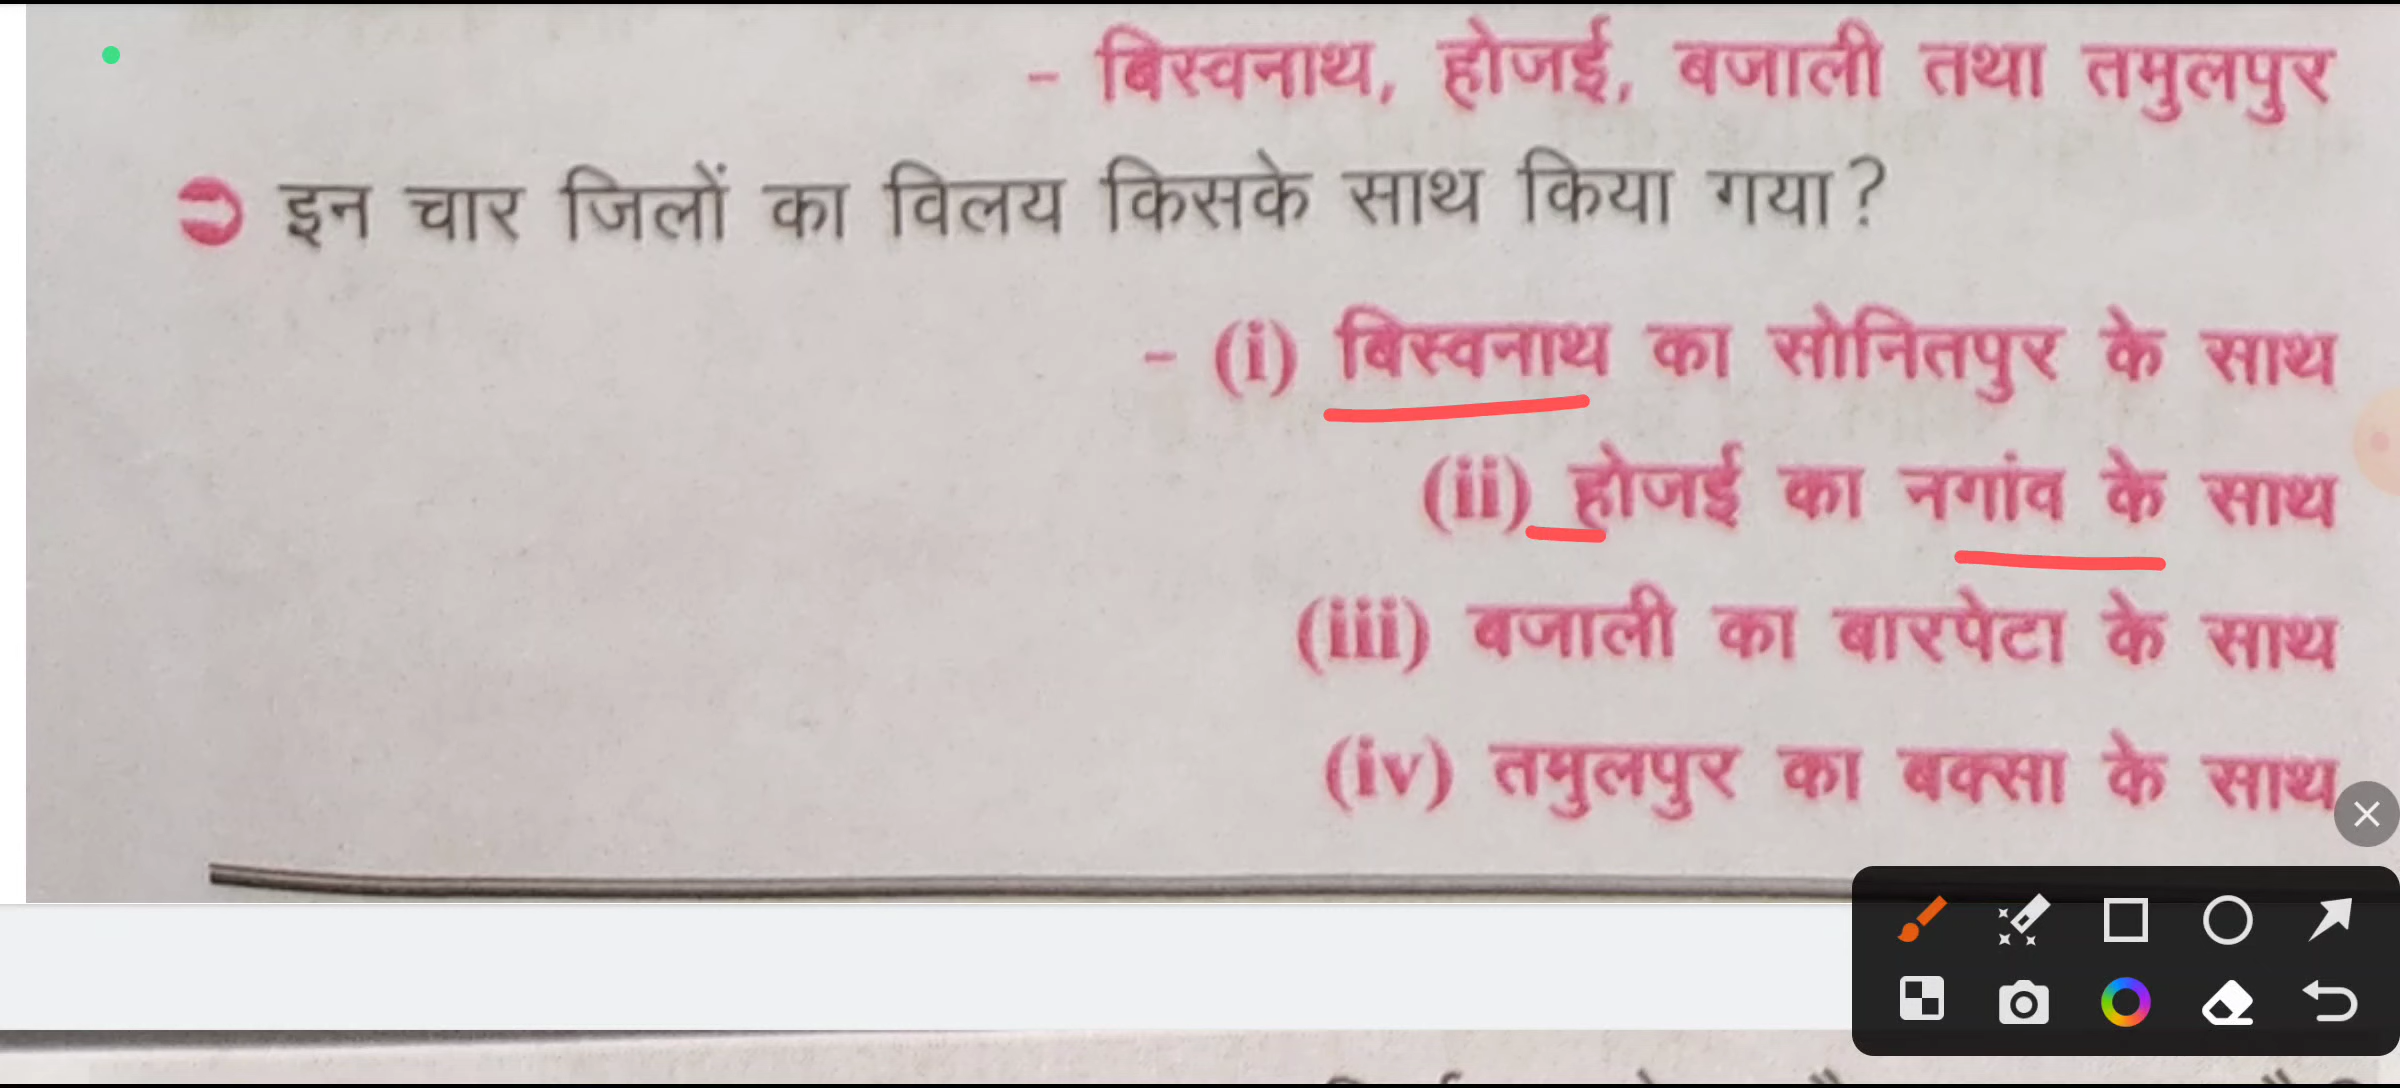 - बिस्वनाथ, होजई, बजाली तथा तमुलपुर
इन चार जिलों का विलय किसके साथ किया गया?
- (i) बिस्वनाथ का सोनितपुर के साथ
(ii) होजई का नगांव के साथ
(iii) बजाली का बारपेटा के साथ
(iv) तमुलपुर का बक्सा के साथ